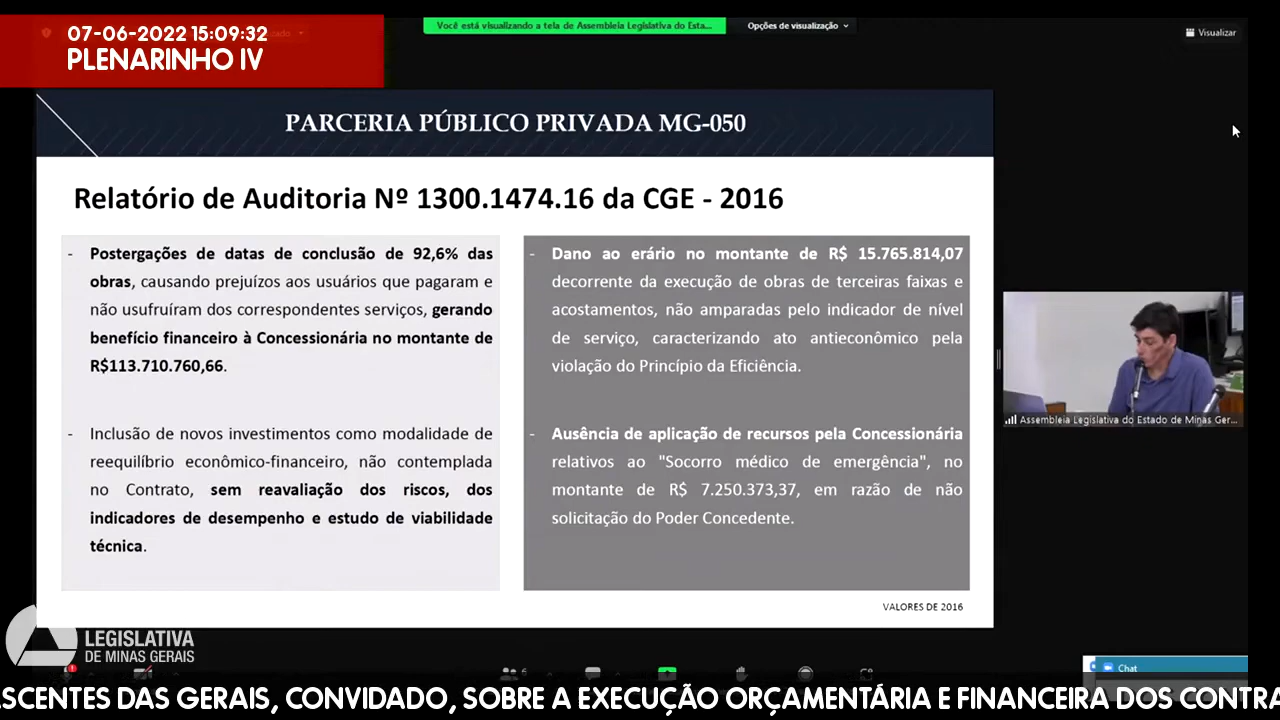 07-06-2022 15:09:32
PLENARINHO IV
Você está visualizando a tela de Assembleia Legislativa do Esta...
Opções de visualização
Visualizar
PARCERIA PÚBLICO PRIVADA MG-050
Relatório de Auditoria Nº 1300.1474.16 da CGE - 2016
- Postergações de datas de conclusão de 92,6% das
obras, causando prejuízos aos usuários que pagaram e
não usufruíram dos correspondentes serviços, gerando
benefício financeiro à Concessionária no montante de
R$113.710.760,66.
- Inclusão de novos investimentos como modalidade de
reequilíbrio econômico-financeiro, não contemplada
no Contrato, sem reavaliação dos riscos, dos
indicadores de desempenho e estudo de viabilidade
técnica.
- Dano ao erário no montante de R$ 15.765.814,07
decorrente da execução de obras de terceiras faixas e
acostamentos, não amparadas pelo indicador de nível
de serviço, caracterizando ato antieconômico pela
violação do Princípio da Eficiência.
- Ausência de aplicação de recursos pela Concessionária
relativos ao "Socorro médico de emergência", no
montante de R$ 7.250.373,37, em razão de não
solicitação do Poder Concedente.
VALORES DE 2016
Assembleia Legislativa do Estado de Minas Ger...
LEGISLATIVA
DE MINAS GERAIS
Chat
SCENTES DAS GERAIS, CONVIDADO, SOBRE A EXECUÇÃO ORÇAMENTÁRIA E FINANCEIRA DOS CONTRA